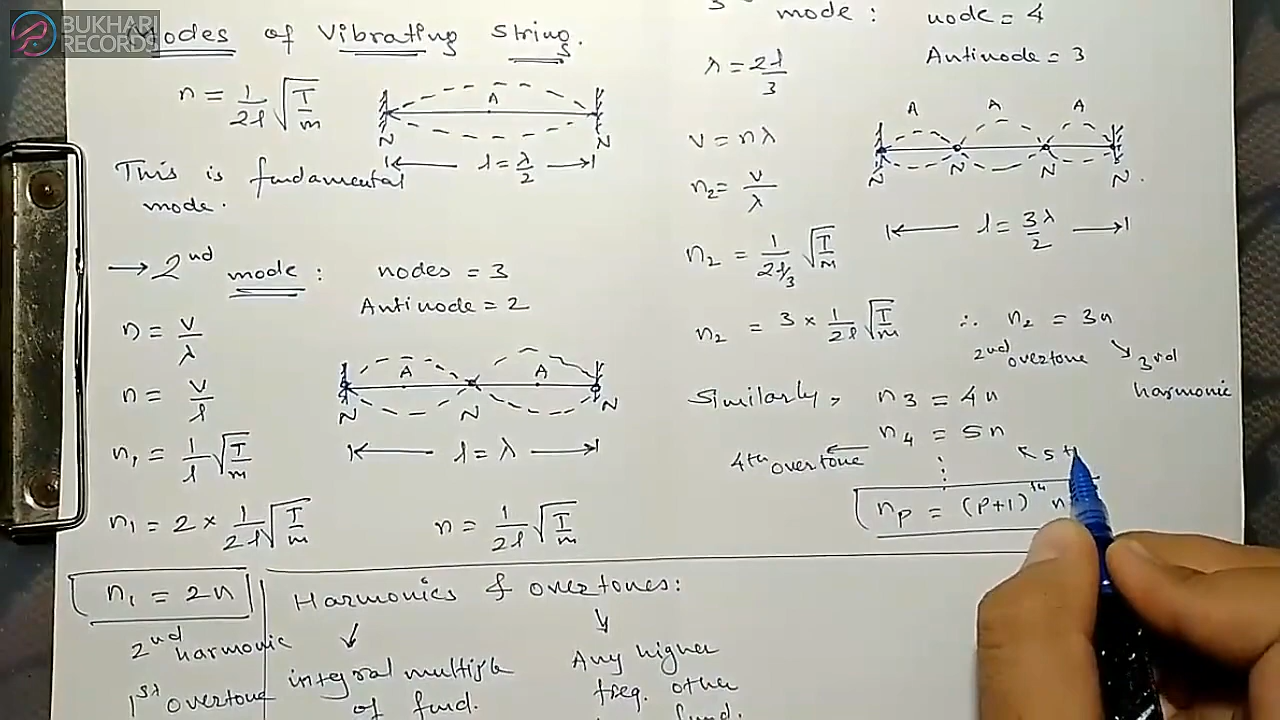 BUKHARI
RECORDS
Modes of Vibrating String.
n = 1/2l √T/m
A
N N
l = λ/2
This is fundamental
mode.
→ 2nd mode : nodes = 3
Antinode = 2
n = v/λ
n = v/l
A A
N N N
l = λ
n1 = 1/l √T/m
n1 = 2 × 1/2l √T/m
n = 1/2l √T/m
n1 = 2n
2nd harmonic
1st overtone
Harmonics & overtones:
integral multiple
of fund.
Any higher
freq. other
fund.
mode : node = 4
Antinode = 3
λ = 2l/3
v = nλ
A A A
N N N N
n2 = v/λ
l = 3λ/2
n2 = 1/2l/3 √T/m
n2 = 3 × 1/2l √T/m
∴ n2 = 3n
2nd overtone
3rd
harmonic
Similarly, n3 = 4n
n4 = 5n
4th overtone
5t
np = (P+1)th n